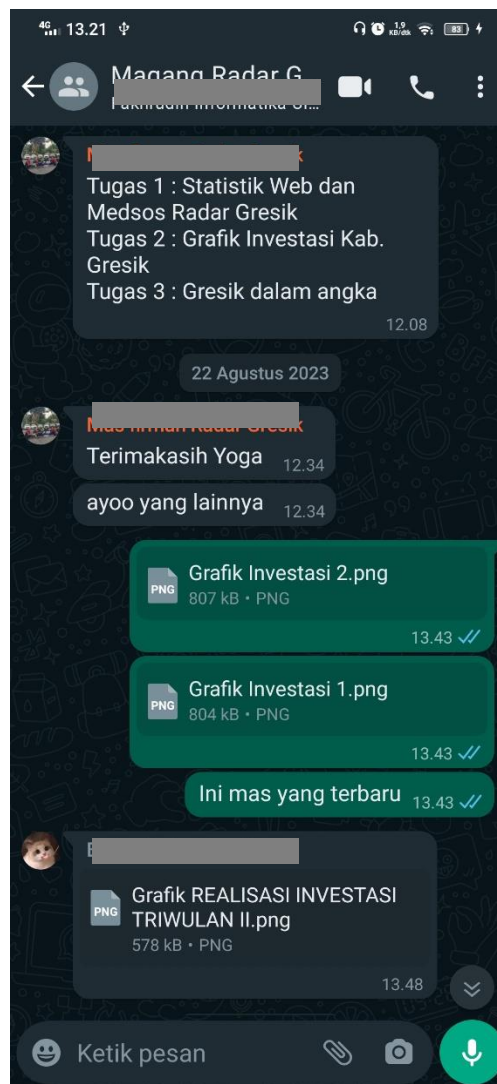 4G 13.21 1,9 KB/dtk 83
Magang Radar G
Tugas 1 : Statistik Web dan
Medsos Radar Gresik
Tugas 2 : Grafik Investasi Kab.
Gresik
Tugas 3 : Gresik dalam angka
12.08
22 Agustus 2023
Terimakasih Yoga 12.34
ayoo yang lainnya 12.34
PNG Grafik Investasi 2.png
807 kB • PNG
13.43
PNG Grafik Investasi 1.png
804 kB • PNG
13.43
Ini mas yang terbaru 13.43
Grafik REALISASI INVESTASI
PNG TRIWULAN II.png
578 kB • PNG
13.48
Ketik pesan